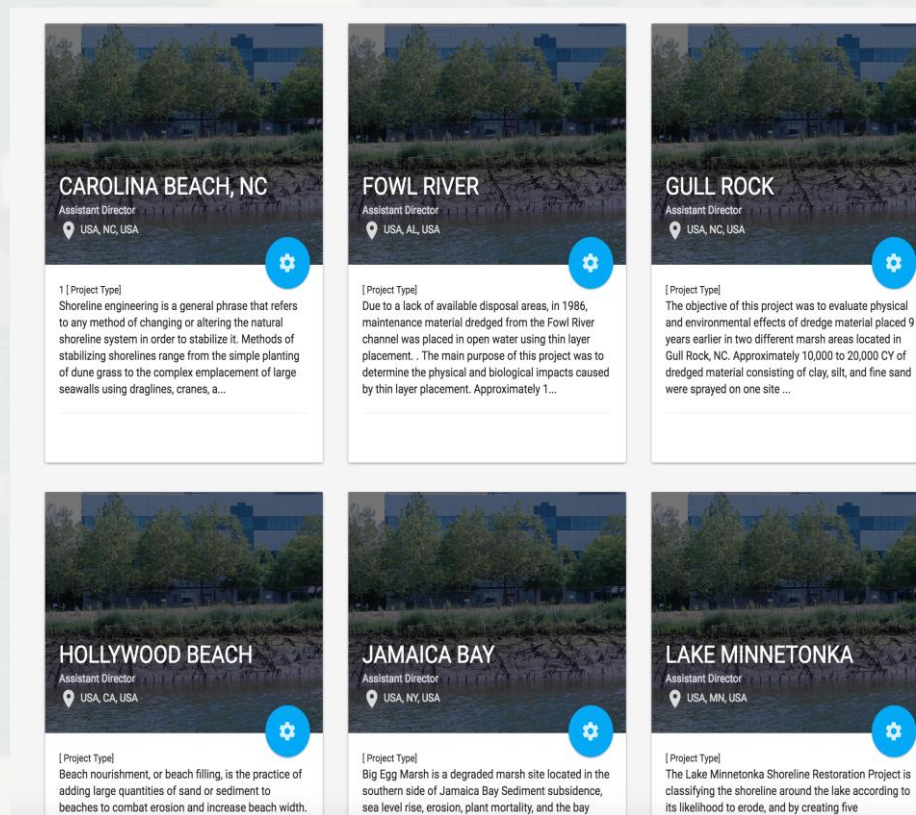 CAROLINA BEACH, NC
Assistant Director
USA, NC, USA
1 [ Project Type]
Shoreline engineering is a general phrase that refers
to any method of changing or altering the natural
shoreline system in order to stabilize it. Methods of
stabilizing shorelines range from the simple planting
of dune grass to the complex emplacement of large
seawalls using draglines, cranes, a...
FOWL RIVER
Assistant Director
USA, AL, USA
[ Project Type]
Due to a lack of available disposal areas, in 1986,
maintenance material dredged from the Fowl River
channel was placed in open water using thin layer
placement. . The main purpose of this project was to
determine the physical and biological impacts caused
by thin layer placement. Approximately 1...
GULL ROCK
Assistant Director
USA, NC, USA
[ Project Type]
The objective of this project was to evaluate physical
and environmental effects of dredge material placed 9
years earlier in two different marsh areas located in
Gull Rock, NC. Approximately 10,000 to 20,000 CY of
dredged material consisting of clay, silt, and fine sand
were sprayed on one site ...
HOLLYWOOD BEACH
Assistant Director
USA, CA, USA
[ Project Type]
Beach nourishment, or beach filling, is the practice of
adding large quantities of sand or sediment to
beaches to combat erosion and increase beach width.
JAMAICA BAY
Assistant Director
USA, NY, USA
[ Project Type]
Big Egg Marsh is a degraded marsh site located in the
southern side of Jamaica Bay Sediment subsidence,
sea level rise, erosion, plant mortality, and the bay
LAKE MINNETONKA
Assistant Director
USA, MN, USA
[ Project Type]
The Lake Minnetonka Shoreline Restoration Project is
classifying the shoreline around the lake according to
its likelihood to erode, and by creating five